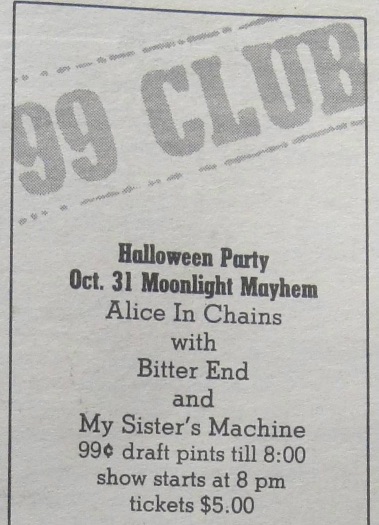 99 CLUB
Halloween Party
Oct. 31 Moonlight Mayhem
Alice In Chains
with
Bitter End
and
My Sister's Machine
99¢ draft pints till 8:00
show starts at 8 pm
tickets $5.00